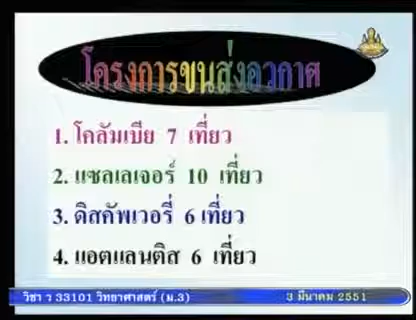 โครงการขนส่งอวกาศ
1. โคลัมเบีย 7 เที่ยว
2. แซลเลเจอร์ 10 เที่ยว
3. ดิสคัพเวอรี่ 6 เที่ยว
4. แอตแลนติส 6 เที่ยว
วิชา ว 33101 วิทยาศาสตร์ (ม.3) 3 มีนาคม 2551